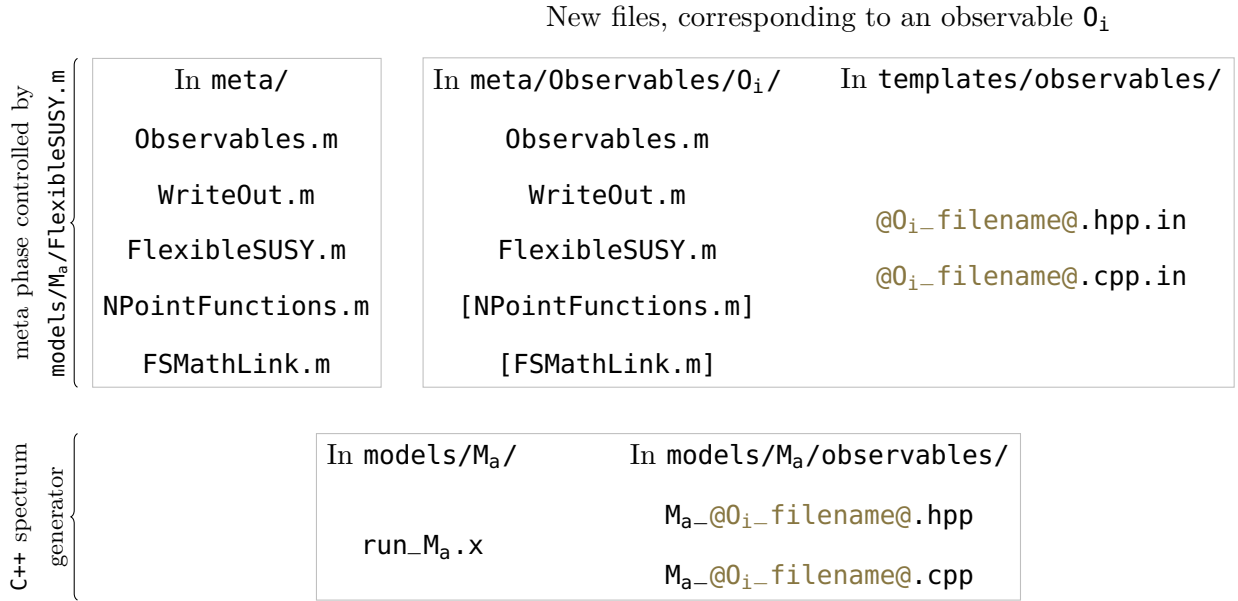 New files, corresponding to an observable Oᵢ
meta phase controlled by
models/Mₐ/FlexibleSUSY.m
In meta/
Observables.m
WriteOut.m
FlexibleSUSY.m
NPointFunctions.m
FSMathLink.m
In meta/Observables/Oᵢ/
Observables.m
WriteOut.m
FlexibleSUSY.m
[NPointFunctions.m]
[FSMathLink.m]
In templates/observables/
@Oᵢ_filename@.hpp.in
@Oᵢ_filename@.cpp.in
C++ spectrum
generator
In models/Mₐ/
run_Mₐ.x
In models/Mₐ/observables/
Mₐ_@Oᵢ_filename@.hpp
Mₐ_@Oᵢ_filename@.cpp